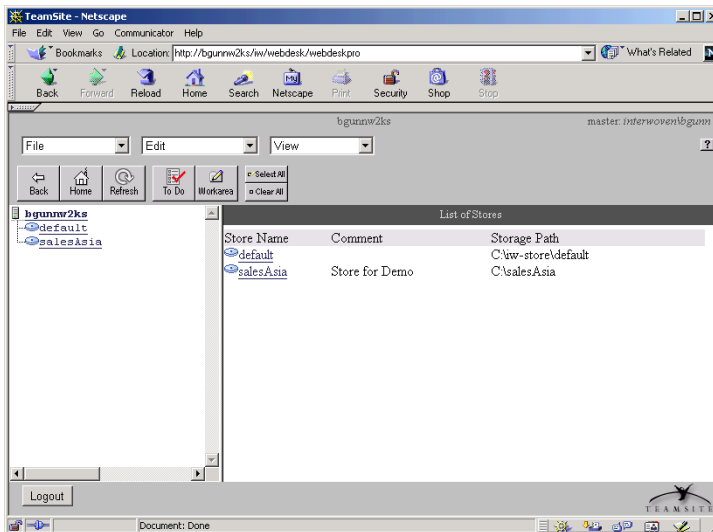 TeamSite - Netscape
File Edit View Go Communicator Help
Bookmarks Location: http://bgunnw2ks/iw/webdesk/webdeskpro What's Related
Back Forward Reload Home Search Netscape Print Security Shop Stop
bgunnw2ks master: interwoven\bgunn
File Edit View ?
Back Home Refresh To Do Workarea Select All
Clear All
bgunnw2ks List of Stores
default Store Name Comment Storage Path
salesAsia default C:\iw-store\default
salesAsia Store for Demo C:\salesAsia
Logout
TEAMSITE
Document: Done